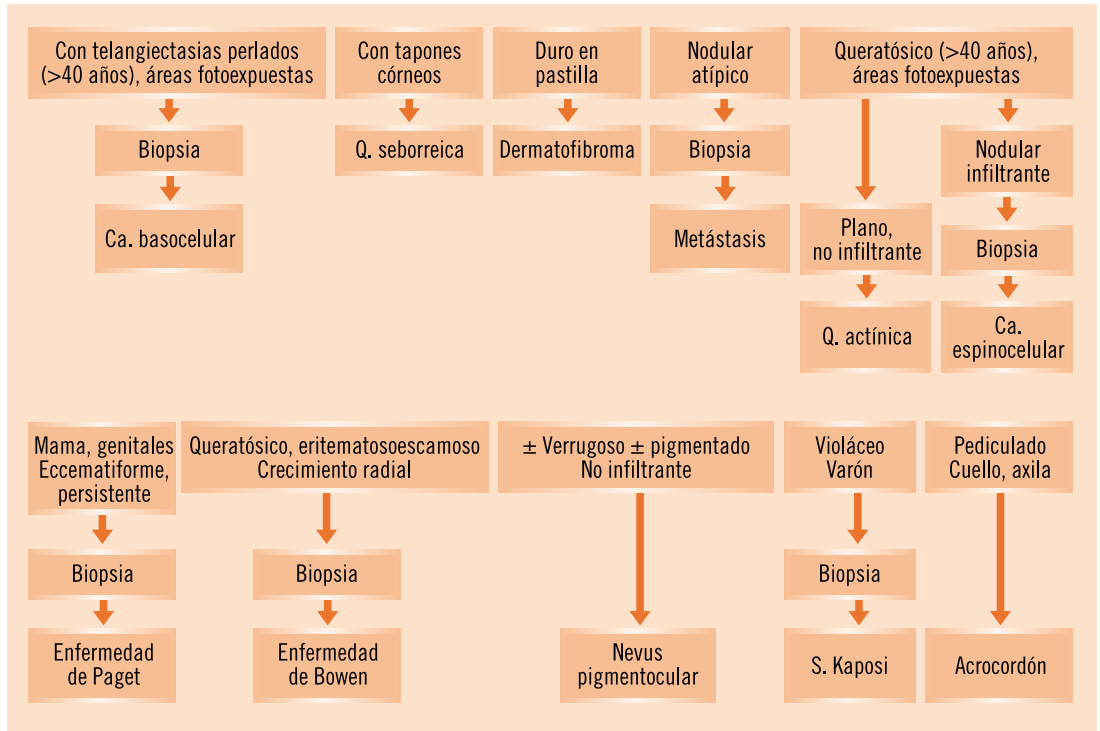 Con telangiectasias perlados
(>40 años), áreas fotoexpuestas
Biopsia
Ca. basocelular
Con tapones
córneos
Q. seborreica
Duro en
pastilla
Dermatofibroma
Nodular
atípico
Biopsia
Metástasis
Queratósico (>40 años),
áreas fotoexpuestas
Plano,
no infiltrante
Q. actínica
Nodular
infiltrante
Biopsia
Ca.
espinocelular
Mama, genitales
Eccematiforme,
persistente
Biopsia
Enfermedad
de Paget
Queratósico, eritematosoescamoso
Crecimiento radial
Biopsia
Enfermedad
de Bowen
± Verrugoso ± pigmentado
No infiltrante
Nevus
pigmentocular
Violáceo
Varón
Biopsia
S. Kaposi
Pediculado
Cuello, axila
Acrocordón